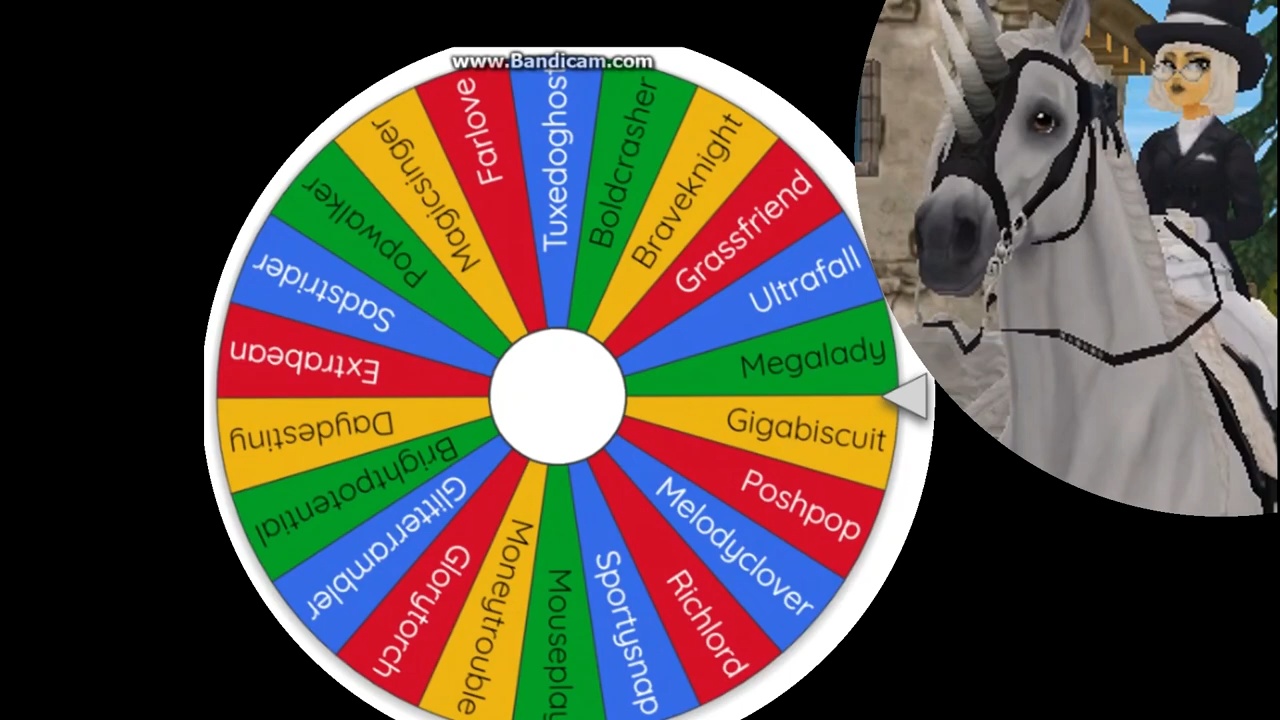 www.Bandicam.com
Tuxedoghost
Boldcrasher
Braveknight
Grassfriend
Ultrafall
Megalady
Gigabiscuit
Poshpop
Melodyclover
Richlord
Sportysnap
Mouseplay
Moneytrouble
Glorytorch
Glitterrambler
Brightpotential
Daydestiny
Extrabean
Sadstrider
Popwalker
Magicsinger
Farlove